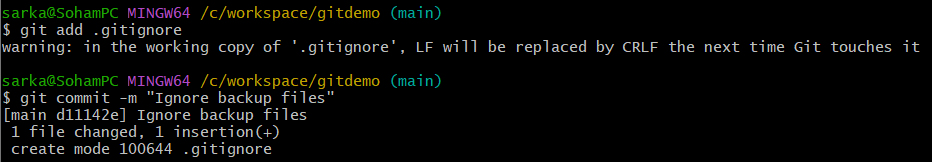 sarka@SohamPC MINGW64 /c/workspace/gitdemo (main)
$ git add .gitignore
warning: in the working copy of '.gitignore', LF will be replaced by CRLF the next time Git touches it

sarka@SohamPC MINGW64 /c/workspace/gitdemo (main)
$ git commit -m "Ignore backup files"
[main d11142e] Ignore backup files
 1 file changed, 1 insertion(+)
 create mode 100644 .gitignore